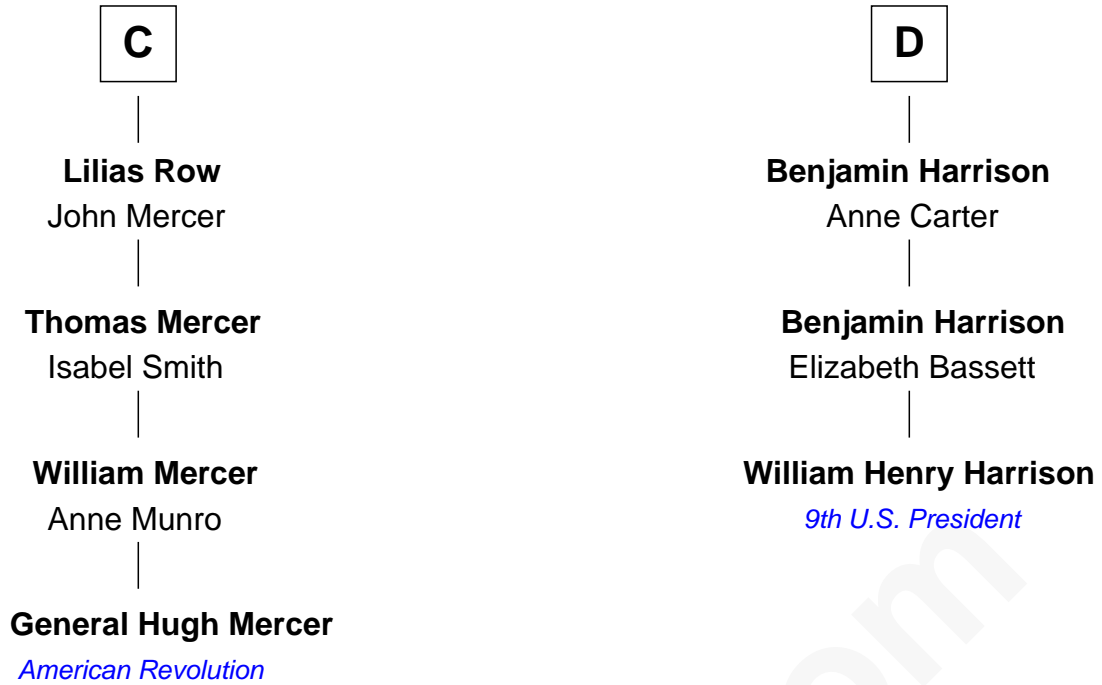 C
Lilias Row
John Mercer
Thomas Mercer
Isabel Smith
William Mercer
Anne Munro
General Hugh Mercer
American Revolution
D
Benjamin Harrison
Anne Carter
Benjamin Harrison
Elizabeth Bassett
William Henry Harrison
9th U.S. President
om